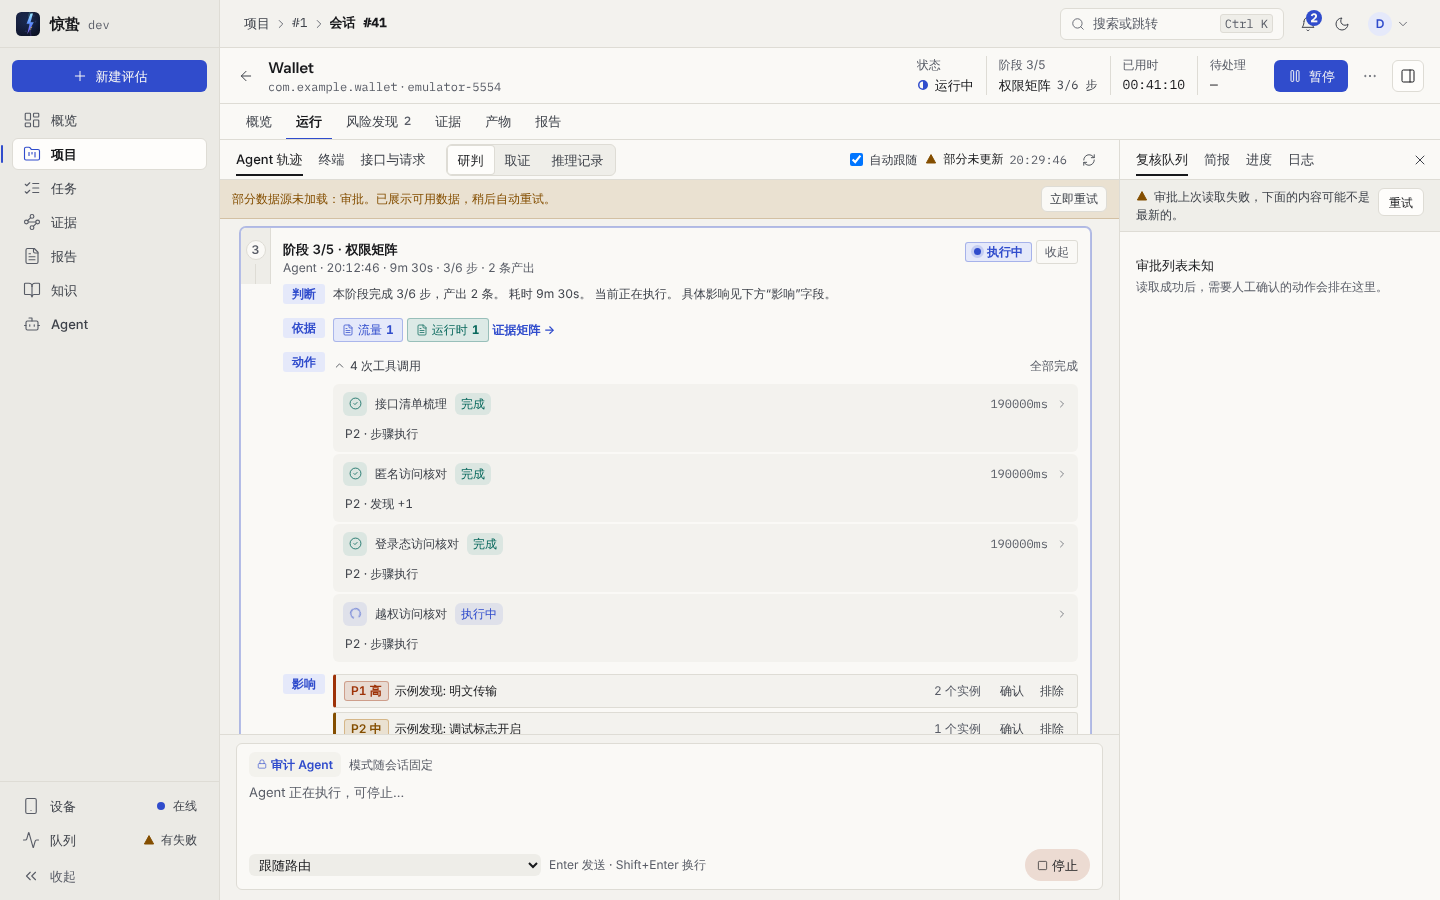 惊蛰 dev
项目 > #1 > 会话 #41
搜索或跳转 Ctrl K
2
D
新建评估
概览
项目
任务
证据
报告
知识
Agent
设备 在线
队列 有失败
收起
Wallet
com.example.wallet · emulator-5554
状态
运行中
阶段 3/5
权限矩阵 3/6 步
已用时
00:41:10
待处理
—
暂停
概览 运行 风险发现 2 证据 产物 报告
Agent 轨迹 终端 接口与请求 研判 取证 推理记录
自动跟随 部分未更新 20:29:46
部分数据源未加载：审批。已展示可用数据，稍后自动重试。 立即重试
3
阶段 3/5 · 权限矩阵 执行中 收起
Agent · 20:12:46 · 9m 30s · 3/6 步 · 2 条产出
判断 本阶段完成 3/6 步，产出 2 条。 耗时 9m 30s。 当前正在执行。 具体影响见下方“影响”字段。
依据 流量 1 运行时 1 证据矩阵 →
动作 4 次工具调用 全部完成
接口清单梳理 完成 190000ms
P2 · 步骤执行
匿名访问核对 完成 190000ms
P2 · 发现 +1
登录态访问核对 完成 190000ms
P2 · 步骤执行
越权访问核对 执行中
P2 · 步骤执行
影响 P1 高 示例发现: 明文传输 2 个实例 确认 排除
P2 中 示例发现: 调试标志开启 1 个实例 确认 排除
审计 Agent 模式随会话固定
Agent 正在执行，可停止...
跟随路由 Enter 发送 · Shift+Enter 换行 停止
复核队列 简报 进度 日志
审批上次读取失败，下面的内容可能不是
最新的。
重试
审批列表未知
读取成功后，需要人工确认的动作会排在这里。